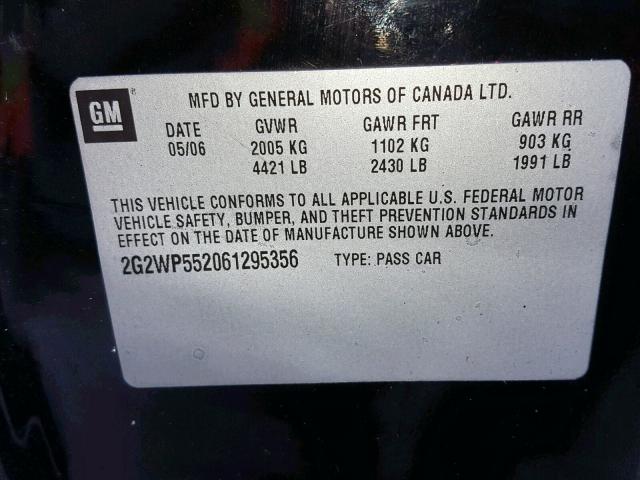 GM
MFD BY GENERAL MOTORS OF CANADA LTD.
DATE GVWR GAWR FRT GAWR RR
05/06 2005 KG 1102 KG 903 KG
4421 LB 2430 LB 1991 LB
THIS VEHICLE CONFORMS TO ALL APPLICABLE U.S. FEDERAL MOTOR
VEHICLE SAFETY, BUMPER, AND THEFT PREVENTION STANDARDS IN
EFFECT ON THE DATE OF MANUFACTURE SHOWN ABOVE.
2G2WP552061295356 TYPE: PASS CAR